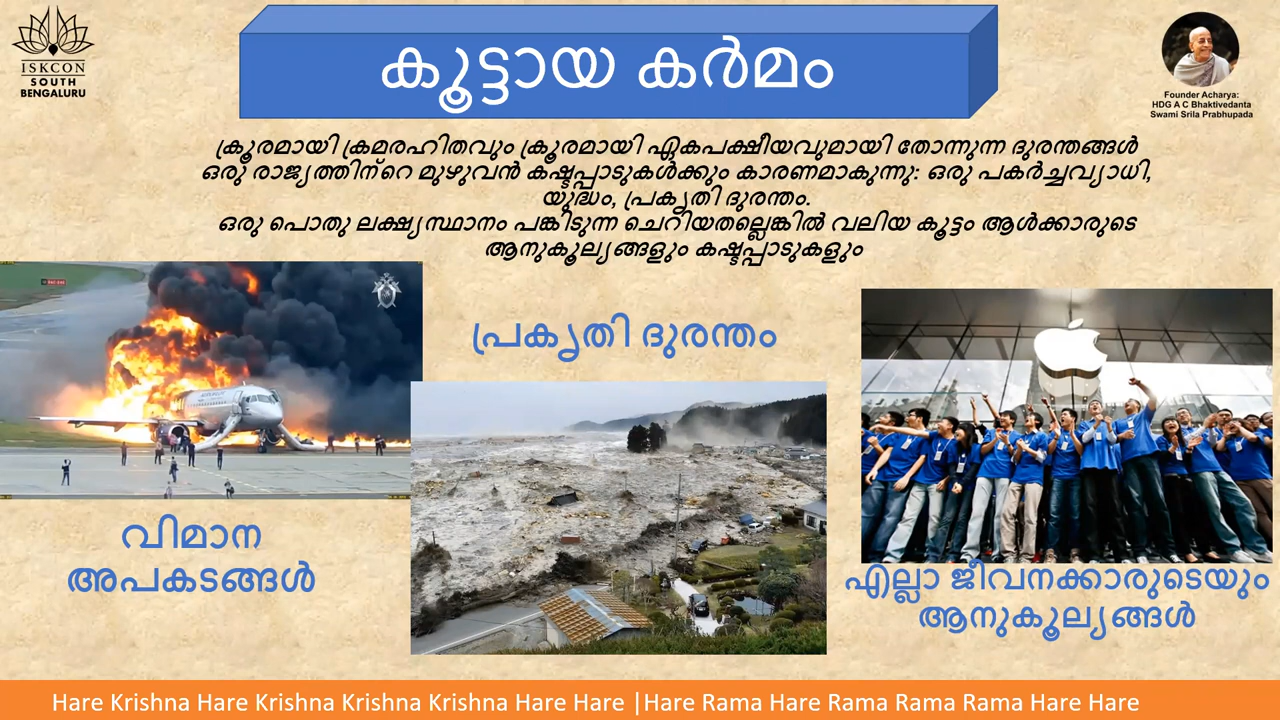 ISKCON
SOUTH
BENGALURU
കൂട്ടായ കർമം
Founder Acharya:
HDG A C Bhaktivedanta
Swami Srila Prabhupada
ക്രൂരമായി ക്രമരഹിതവും ക്രൂരമായി ഏകപക്ഷീയവുമായി തോന്നുന്ന ദുരന്തങ്ങൾ
ഒരു രാജ്യത്തിന്റെ മുഴുവൻ കഷ്ടപ്പാടുകൾക്കും കാരണമാകുന്നു: ഒരു പകർച്ചവ്യാധി,
യുദ്ധം, പ്രകൃതി ദുരന്തം.
ഒരു പൊതു ലക്ഷ്യസ്ഥാനം പങ്കിടുന്ന ചെറിയതല്ലെങ്കിൽ വലിയ കൂട്ടം ആൾക്കാരുടെ
ആനുകൂല്യങ്ങളും കഷ്ടപ്പാടുകളും
പ്രകൃതി ദുരന്തം
വിമാന
അപകടങ്ങൾ
എല്ലാ ജീവനക്കാരുടെയും
ആനുകൂല്യങ്ങൾ
Hare Krishna Hare Krishna Krishna Krishna Hare Hare |Hare Rama Hare Rama Rama Rama Hare Hare